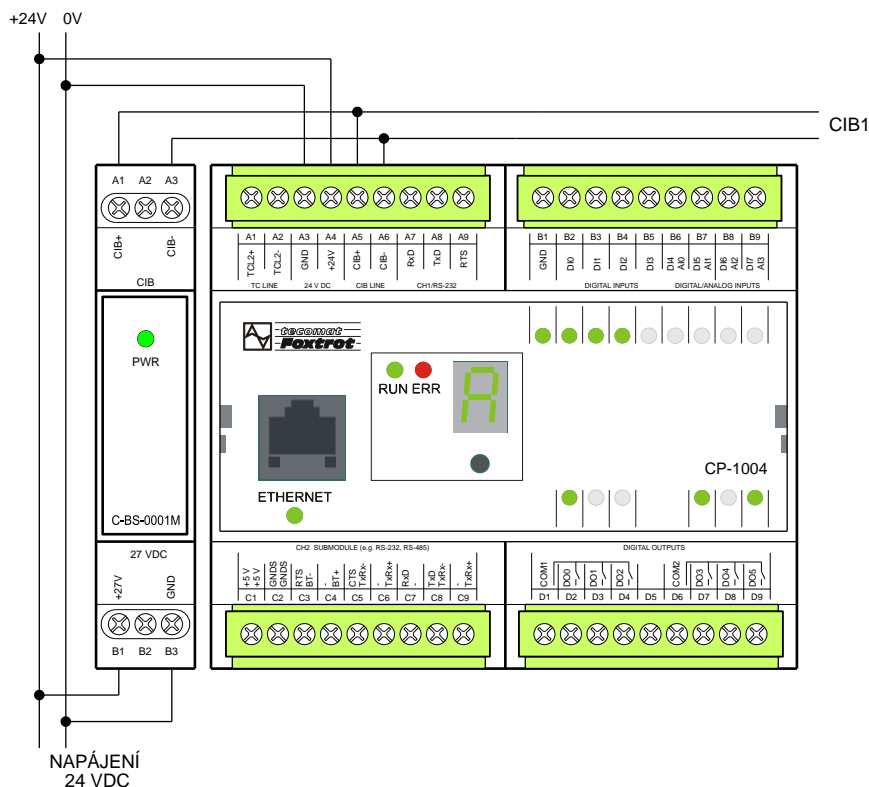 +24V 0V
CIB1
A1 A2 A3
CIB+ CIB-
CIB
PWR
C-BS-0001M
27 VDC
+27V GND
B1 B2 B3
A1 A2 A3 A4 A5 A6 A7 A8 A9
TCL2+ TCL2- GND +24V CIB+ CIB- RxD TxD RTS
TC LINE 24 V DC CIB LINE CH1/RS-232
B1 B2 B3 B4 B5 B6 B7 B8 B9
GND DI0 DI1 DI2 DI3 DI4 AI0 DI5 AI1 DI6 AI2 DI7 AI3
DIGITAL INPUTS DIGITAL/ANALOG INPUTS
tecomat
Foxtrot
RUN ERR
A
ETHERNET
CP-1004
CH2 SUBMODULE (e.g. RS-232, RS-485)
+5 V +5 V GNDS GNDS RTS BT- - BT+ CTS TxRx- - TxRx+ RxD - TxD TxRx- - TxRx+
C1 C2 C3 C4 C5 C6 C7 C8 C9
DIGITAL OUTPUTS
COM1 DO0 DO1 DO2 COM2 DO3 DO4 DO5
D1 D2 D3 D4 D5 D6 D7 D8 D9
NAPÁJENÍ
24 VDC